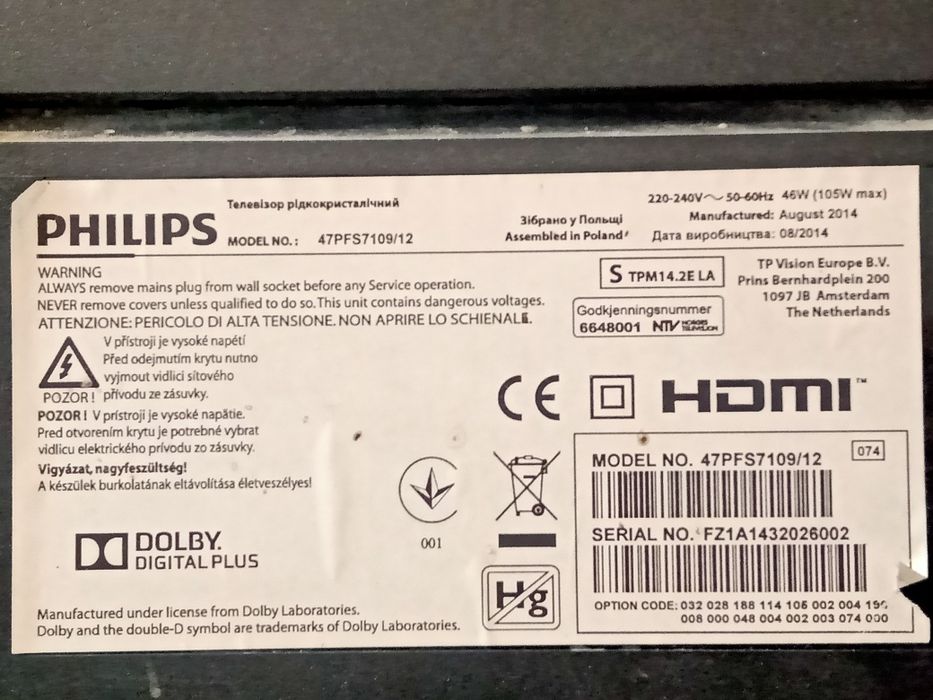 PHILIPS
Телевізор рідкокристалічний
MODEL NO.: 47PFS7109/12
Зібрано у Польщі
Assembled in Poland
220-240V~ 50-60Hz 46W (105W max)
Manufactured: August 2014
Дата виробництва: 08/2014
WARNING
ALWAYS remove mains plug from wall socket before any Service operation.
NEVER remove covers unless qualified to do so. This unit contains dangerous voltages.
ATTENZIONE: PERICOLO DI ALTA TENSIONE. NON APRIRE LO SCHIENALE.
S TPM14.2E LA
TP Vision Europe B.V.
Prins Bernhardplein 200
1097 JB Amsterdam
The Netherlands
Godkjenningsnummer
6648001 NTV NORGES TELEVISJON
V přístroji je vysoké napětí
Před odejmutím krytu nutno
vyjmout vidlici síťového
POZOR! přívodu ze zásuvky.
POZOR! V prístroji je vysoké napätie.
Pred otvorením krytu je potrebné vybrat
vidlicu elektrického prívodu zo zásuvky.
Vigyázat, nagyfeszültség!
A készülek burkolatának eltávolítása életveszélyes!
CE
HDMI™
001
Hg
DOLBY
DIGITAL PLUS
MODEL NO. 47PFS7109/12
074
SERIAL NO. FZ1A1432026002
OPTION CODE: 032 028 188 114 106 002 004
008 000 048 004 002 003 074 000
Manufactured under license from Dolby Laboratories.
Dolby and the double-D symbol are trademarks of Dolby Laboratories.